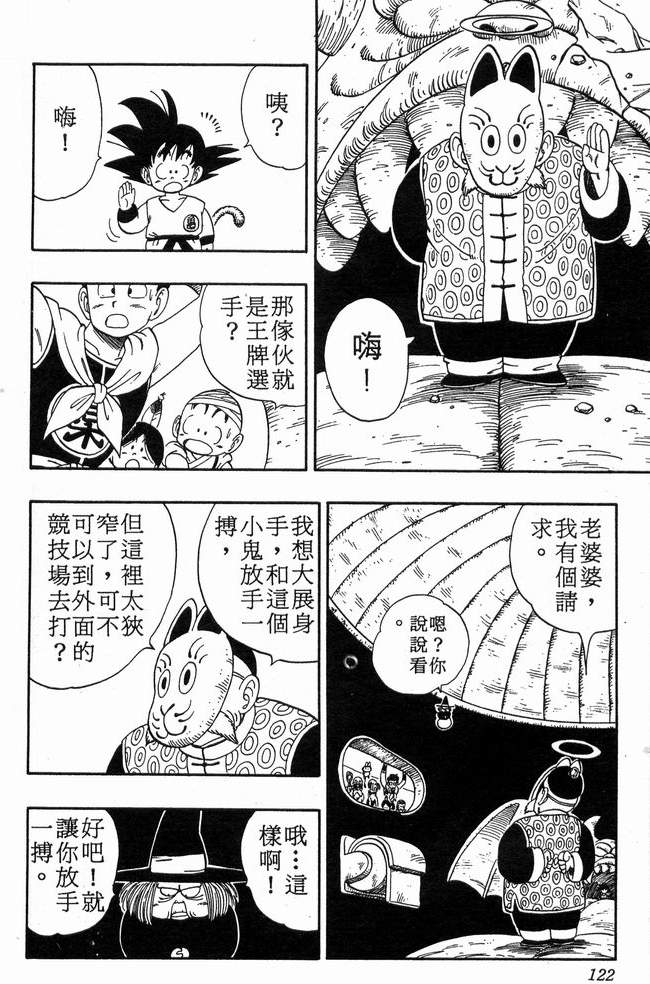 嗨！
咦？
嗨！
那傢伙就
是王牌選
手？
老婆婆，
我有個請
求。
嗯？你
說說看
。
我想大展身
手，和這個
小鬼放手一
搏，
但這裡太狹
窄了，可不
可以到外面的
競技場去打？
哦…這
樣啊！
好吧！就
讓你放手
一搏。
122